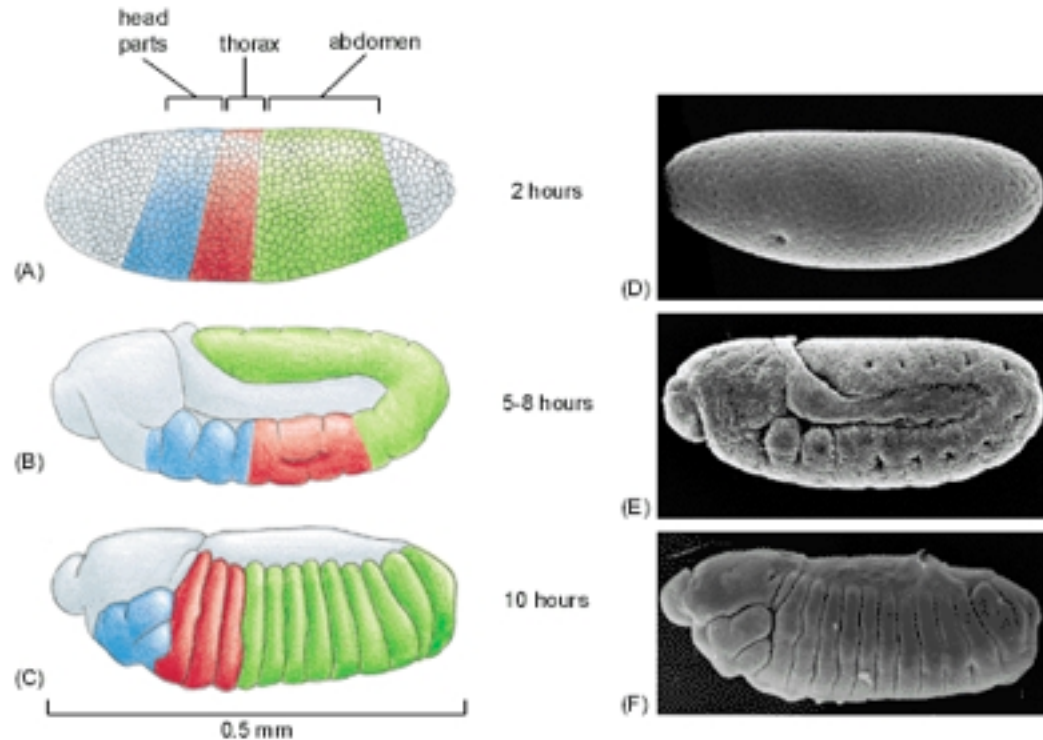 head
parts
thorax
abdomen
(A)
2 hours
(D)
(B)
5-8 hours
(E)
(C)
10 hours
(F)
0.5 mm